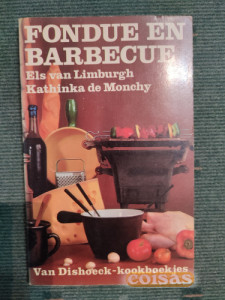 FONDUE EN
BARBECUE
Els van Limburgh
Kathinka de Monchy
Van Dishoeck-kookboekjes
coisas